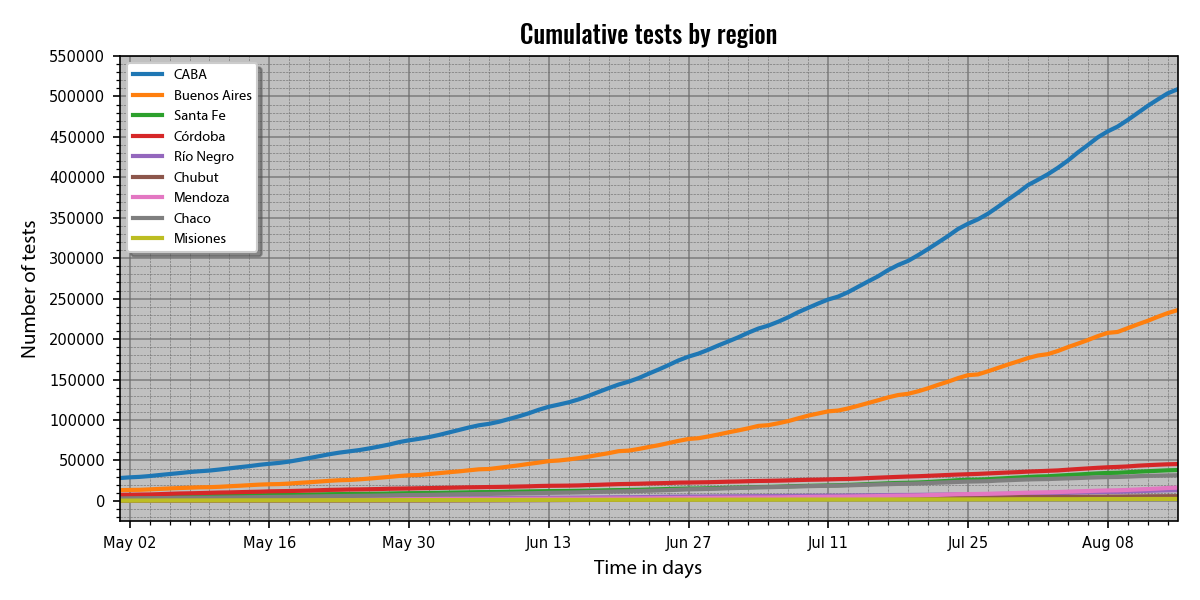 Cumulative tests by region
550000
500000
450000
400000
350000
300000
250000
200000
150000
100000
50000
0
Number of tests
CABA
Buenos Aires
Santa Fe
Córdoba
Río Negro
Chubut
Mendoza
Chaco
Misiones
May 02 May 16 May 30 Jun 13 Jun 27 Jul 11 Jul 25 Aug 08
Time in days